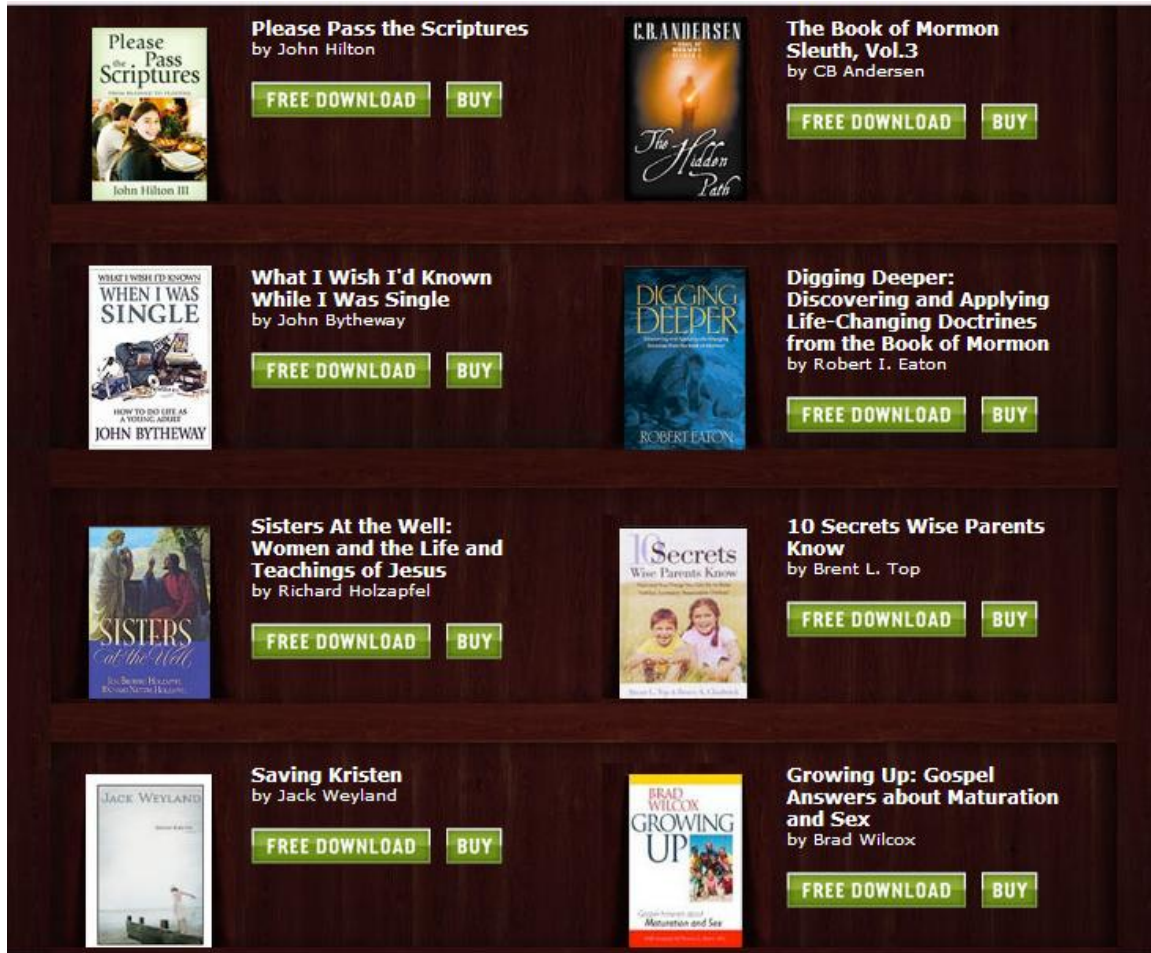 Please
the Pass
Scriptures
FROM READING TO FEASTING
John Hilton III
Please Pass the Scriptures
by John Hilton
FREE DOWNLOAD
BUY
C.B. ANDERSEN
The Hidden
Path
The Book of Mormon
Sleuth, Vol.3
by CB Andersen
FREE DOWNLOAD
BUY
WHAT I WISH I'D KNOWN
WHEN I WAS
SINGLE
HOW TO DO LIFE AS
A YOUNG ADULT
JOHN BYTHEWAY
What I Wish I'd Known
While I Was Single
by John Bytheway
FREE DOWNLOAD
BUY
DIGGING
DEEPER
ROBERT EATON
Digging Deeper:
Discovering and Applying
Life-Changing Doctrines
from the Book of Mormon
by Robert I. Eaton
FREE DOWNLOAD
BUY
SISTERS
at the Well
Sisters At the Well:
Women and the Life and
Teachings of Jesus
by Richard Holzapfel
FREE DOWNLOAD
BUY
10 Secrets
Wise Parents Know
Brent L. Top & Bruce A. Chadwick
10 Secrets Wise Parents
Know
by Brent L. Top
FREE DOWNLOAD
BUY
JACK WEYLAND
Saving Kristen
by Jack Weyland
FREE DOWNLOAD
BUY
BRAD
WILCOX
GROWING
UP
Gospel Answers about
Maturation and Sex
Growing Up: Gospel
Answers about Maturation
and Sex
by Brad Wilcox
FREE DOWNLOAD
BUY